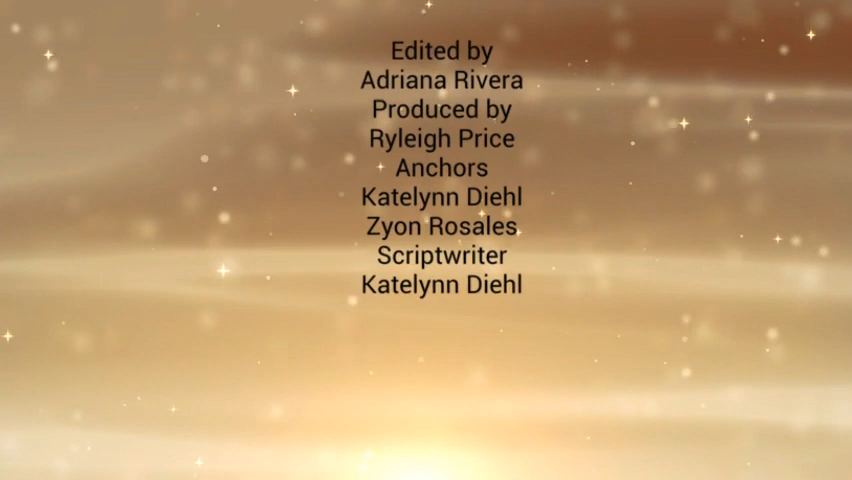 Edited by
Adriana Rivera
Produced by
Ryleigh Price
Anchors
Katelynn Diehl
Zyon Rosales
Scriptwriter
Katelynn Diehl